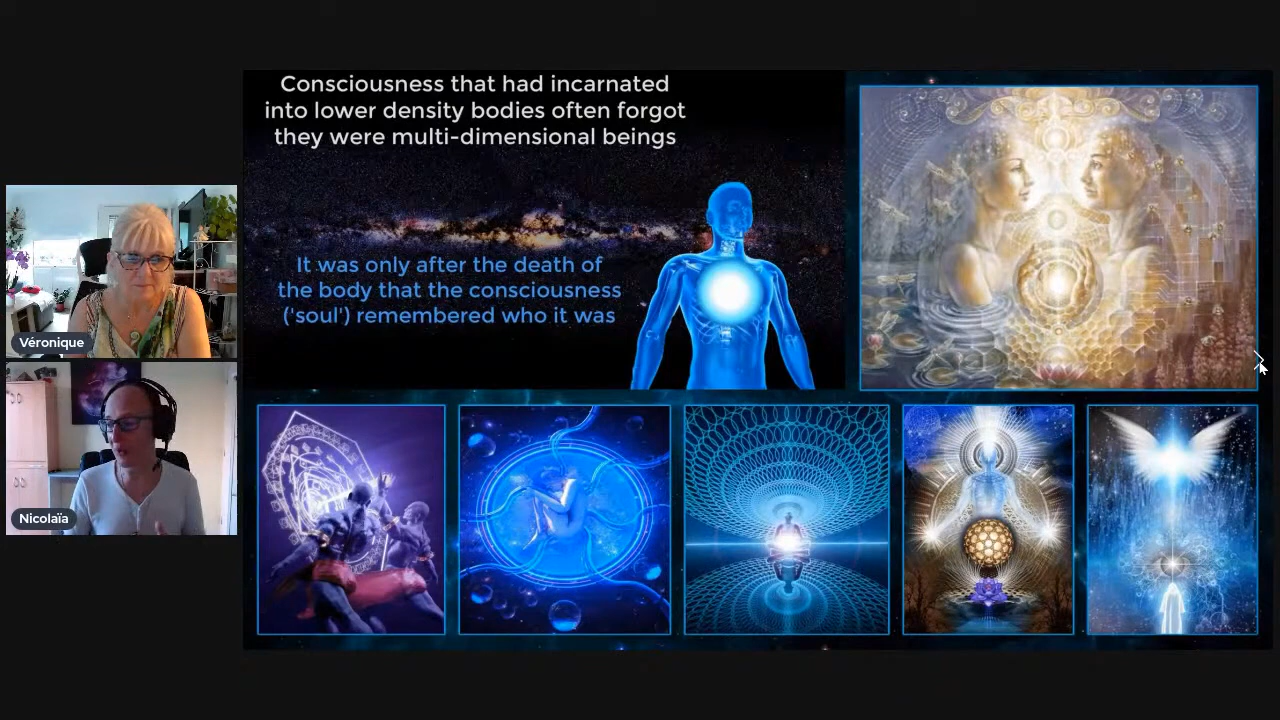 Consciousness that had incarnated
into lower density bodies often forgot
they were multi-dimensional beings
It was only after the death of
the body that the consciousness
('soul') remembered who it was
Véronique
Nicolaïa